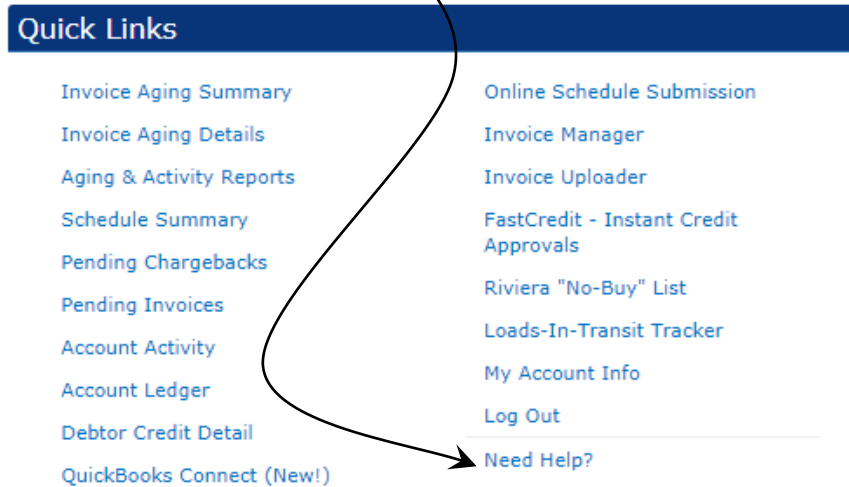 Quick Links
Invoice Aging Summary
Invoice Aging Details
Aging & Activity Reports
Schedule Summary
Pending Chargebacks
Pending Invoices
Account Activity
Account Ledger
Debtor Credit Detail
QuickBooks Connect (New!)
Online Schedule Submission
Invoice Manager
Invoice Uploader
FastCredit - Instant Credit
Approvals
Riviera "No-Buy" List
Loads-In-Transit Tracker
My Account Info
Log Out
Need Help?